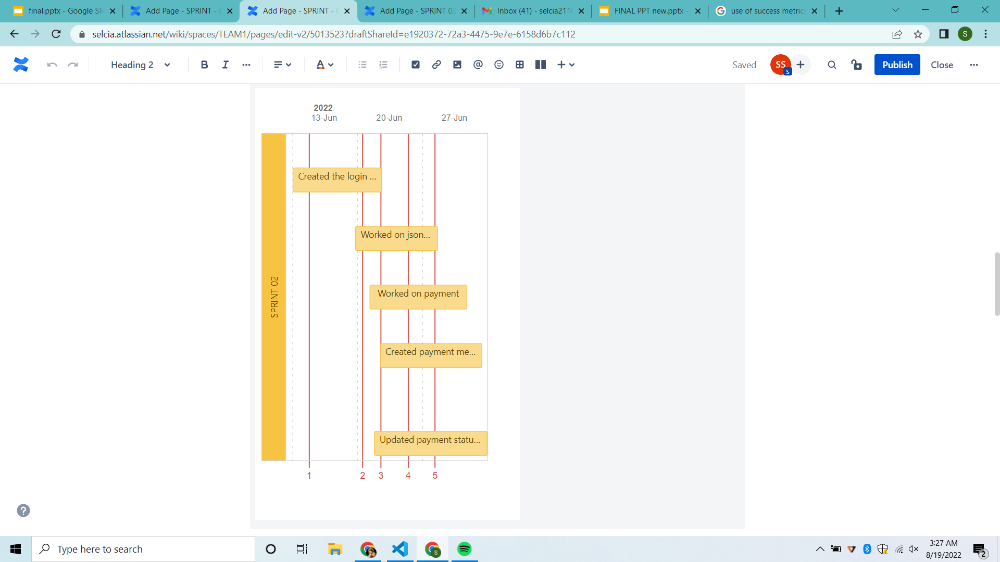 final.pptx - Google Sli
Add Page - SPRINT -
Add Page - SPRINT -
Add Page - SPRINT 03
Inbox (41) - selcia211
FINAL PPT new.pptx -
use of success metrics
selcia.atlassian.net/wiki/spaces/TEAM1/pages/edit-v2/5013523?draftShareId=e1920372-72a3-4475-9e7e-6158d6b7c112
S
Heading 2
B I ... A
Saved
SS
S
Publish
Close
2022
13-Jun 20-Jun 27-Jun
SPRINT 02
Created the login ...
Worked on json...
Worked on payment
Created payment me...
Updated payment statu...
1 2 3 4 5
?
Type here to search
S
3:27 AM
8/19/2022
2